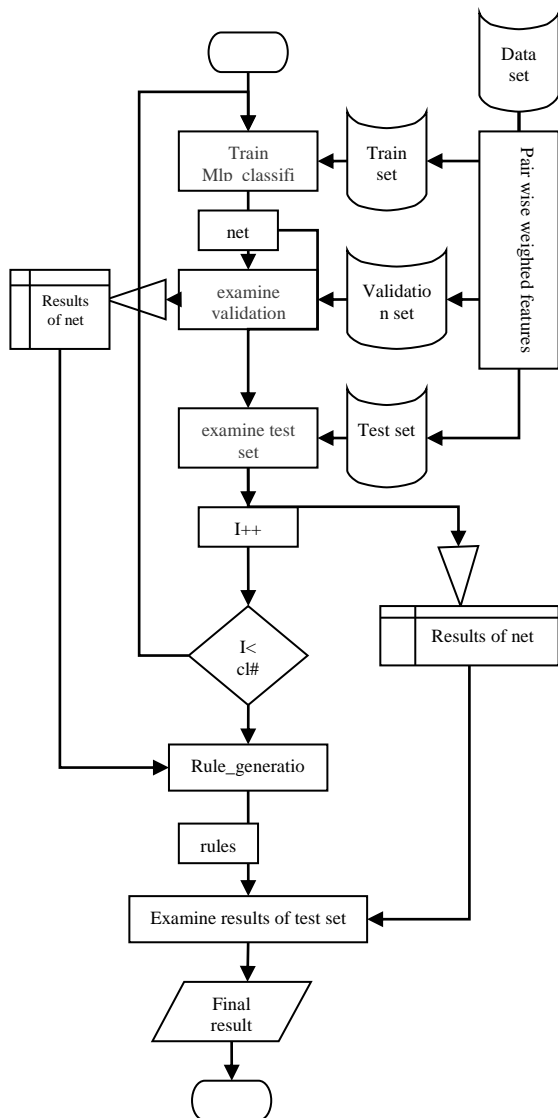 Data
set
Train
Mlp_classifi
Train
set
Pair wise weighted features
net
Results
of net
examine
validation
Validatio
n set
examine test
set
Test set
I++
I<
cl#
Results of net
Rule_generatio
rules
Examine results of test set
Final
result